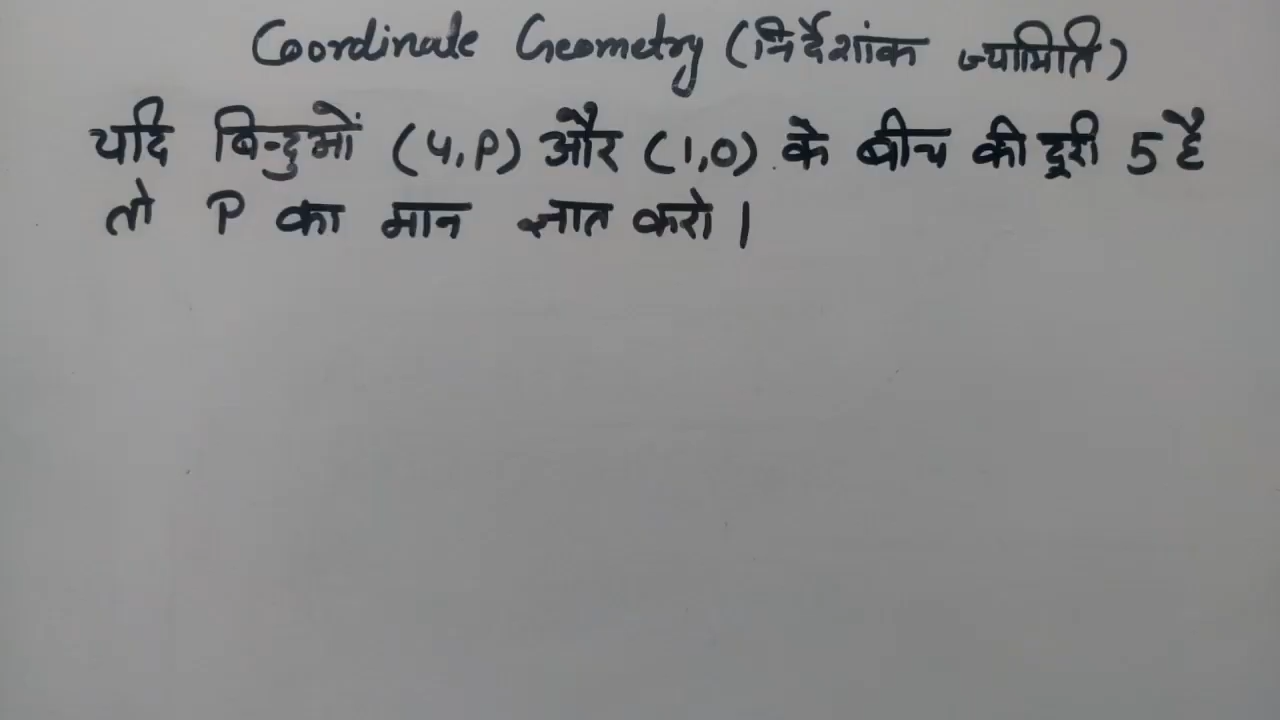 Coordinate Geometry (निर्देशांक ज्यामिति)
यदि बिन्दुओं (4,P) और (1,0) के बीच की दूरी 5 है
तो P का मान ज्ञात करो।